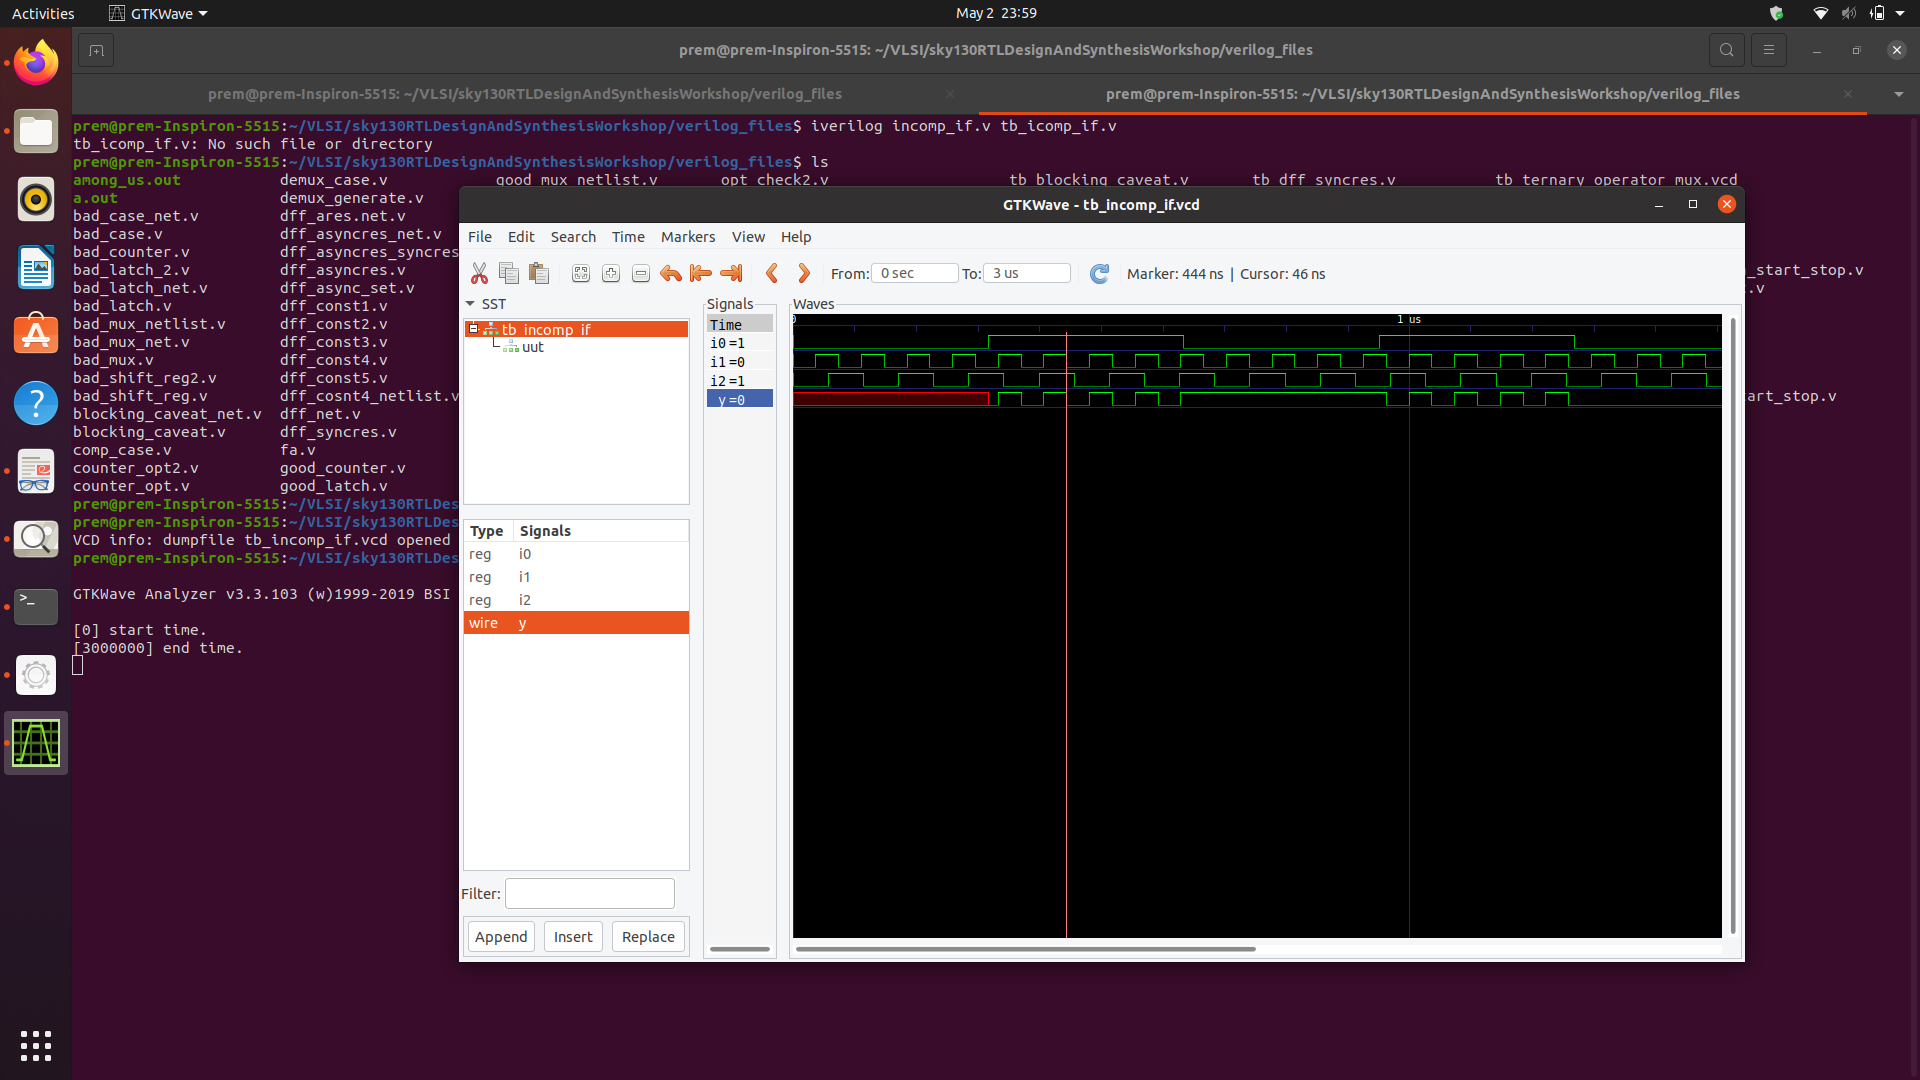 Activities GTKWave May 2 23:59
prem@prem-Inspiron-5515: ~/VLSI/sky130RTLDesignAndSynthesisWorkshop/verilog_files
prem@prem-Inspiron-5515: ~/VLSI/sky130RTLDesignAndSynthesisWorkshop/verilog_files prem@prem-Inspiron-5515: ~/VLSI/sky130RTLDesignAndSynthesisWorkshop/verilog_files
prem@prem-Inspiron-5515:~/VLSI/sky130RTLDesignAndSynthesisWorkshop/verilog_files$ iverilog incomp_if.v tb_icomp_if.v
tb_icomp_if.v: No such file or directory
prem@prem-Inspiron-5515:~/VLSI/sky130RTLDesignAndSynthesisWorkshop/verilog_files$ ls
among_us.out demux_case.v good_mux_netlist.v opt_check2.v tb_blocking_caveat.v tb_dff_syncres.v tb_ternary_operator_mux.vcd
a.out demux_generate.v
bad_case_net.v dff_ares.net.v
bad_case.v dff_asyncres_net.v
bad_counter.v dff_asyncres_syncres
bad_latch_2.v dff_asyncres.v _start_stop.v
bad_latch_net.v dff_async_set.v .v
bad_latch.v dff_const1.v
bad_mux_netlist.v dff_const2.v
bad_mux_net.v dff_const3.v
bad_mux.v dff_const4.v
bad_shift_reg2.v dff_const5.v
bad_shift_reg.v dff_cosnt4_netlist.v art_stop.v
blocking_caveat_net.v dff_net.v
blocking_caveat.v dff_syncres.v
comp_case.v fa.v
counter_opt2.v good_counter.v
counter_opt.v good_latch.v
prem@prem-Inspiron-5515:~/VLSI/sky130RTLDes
prem@prem-Inspiron-5515:~/VLSI/sky130RTLDes
VCD info: dumpfile tb_incomp_if.vcd opened
prem@prem-Inspiron-5515:~/VLSI/sky130RTLDes
GTKWave Analyzer v3.3.103 (w)1999-2019 BSI
[0] start time.
[3000000] end time.
GTKWave - tb_incomp_if.vcd
File Edit Search Time Markers View Help
From: 0 sec To: 3 us Marker: 444 ns | Cursor: 46 ns
SST
tb_incomp_if
uut
Type Signals
reg i0
reg i1
reg i2
wire y
Filter:
Append Insert Replace
Signals
Time
i0 =1
i1 =0
i2 =1
y =0
Waves
0 1 us